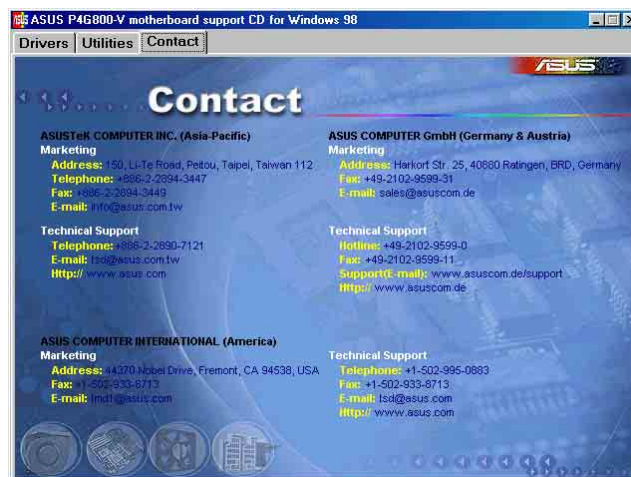 ASUS P4G800-V motherboard support CD for Windows 98
Drivers Utilities Contact
ASUS
Contact
ASUSTeK COMPUTER INC. (Asia-Pacific)
Marketing
Address: 150, Li-Te Road, Peitou, Taipei, Taiwan 112
Telephone: +886-2-2894-3447
Fax: +886-2-2894-3449
E-mail: info@asus.com.tw
Technical Support
Telephone: +886-2-2890-7121
E-mail: tsd@asus.com.tw
Http:// www.asus.com
ASUS COMPUTER GmbH (Germany & Austria)
Marketing
Address: Harkort Str. 25, 40880 Ratingen, BRD, Germany
Fax: +49-2102-9599-31
E-mail: sales@asuscom.de
Technical Support
Hotline: +49-2102-9599-0
Fax: +49-2102-9599-11
Support(E-mail): www.asuscom.de/support
Http:// www.asuscom.de
ASUS COMPUTER INTERNATIONAL (America)
Marketing
Address: 44370 Nobel Drive, Fremont, CA 94538, USA
Fax: +1-502-933-8713
E-mail: tmd1@asus.com
Technical Support
Telephone: +1-502-995-0883
Fax: +1-502-933-8713
E-mail: tsd@asus.com
Http:// www.asus.com